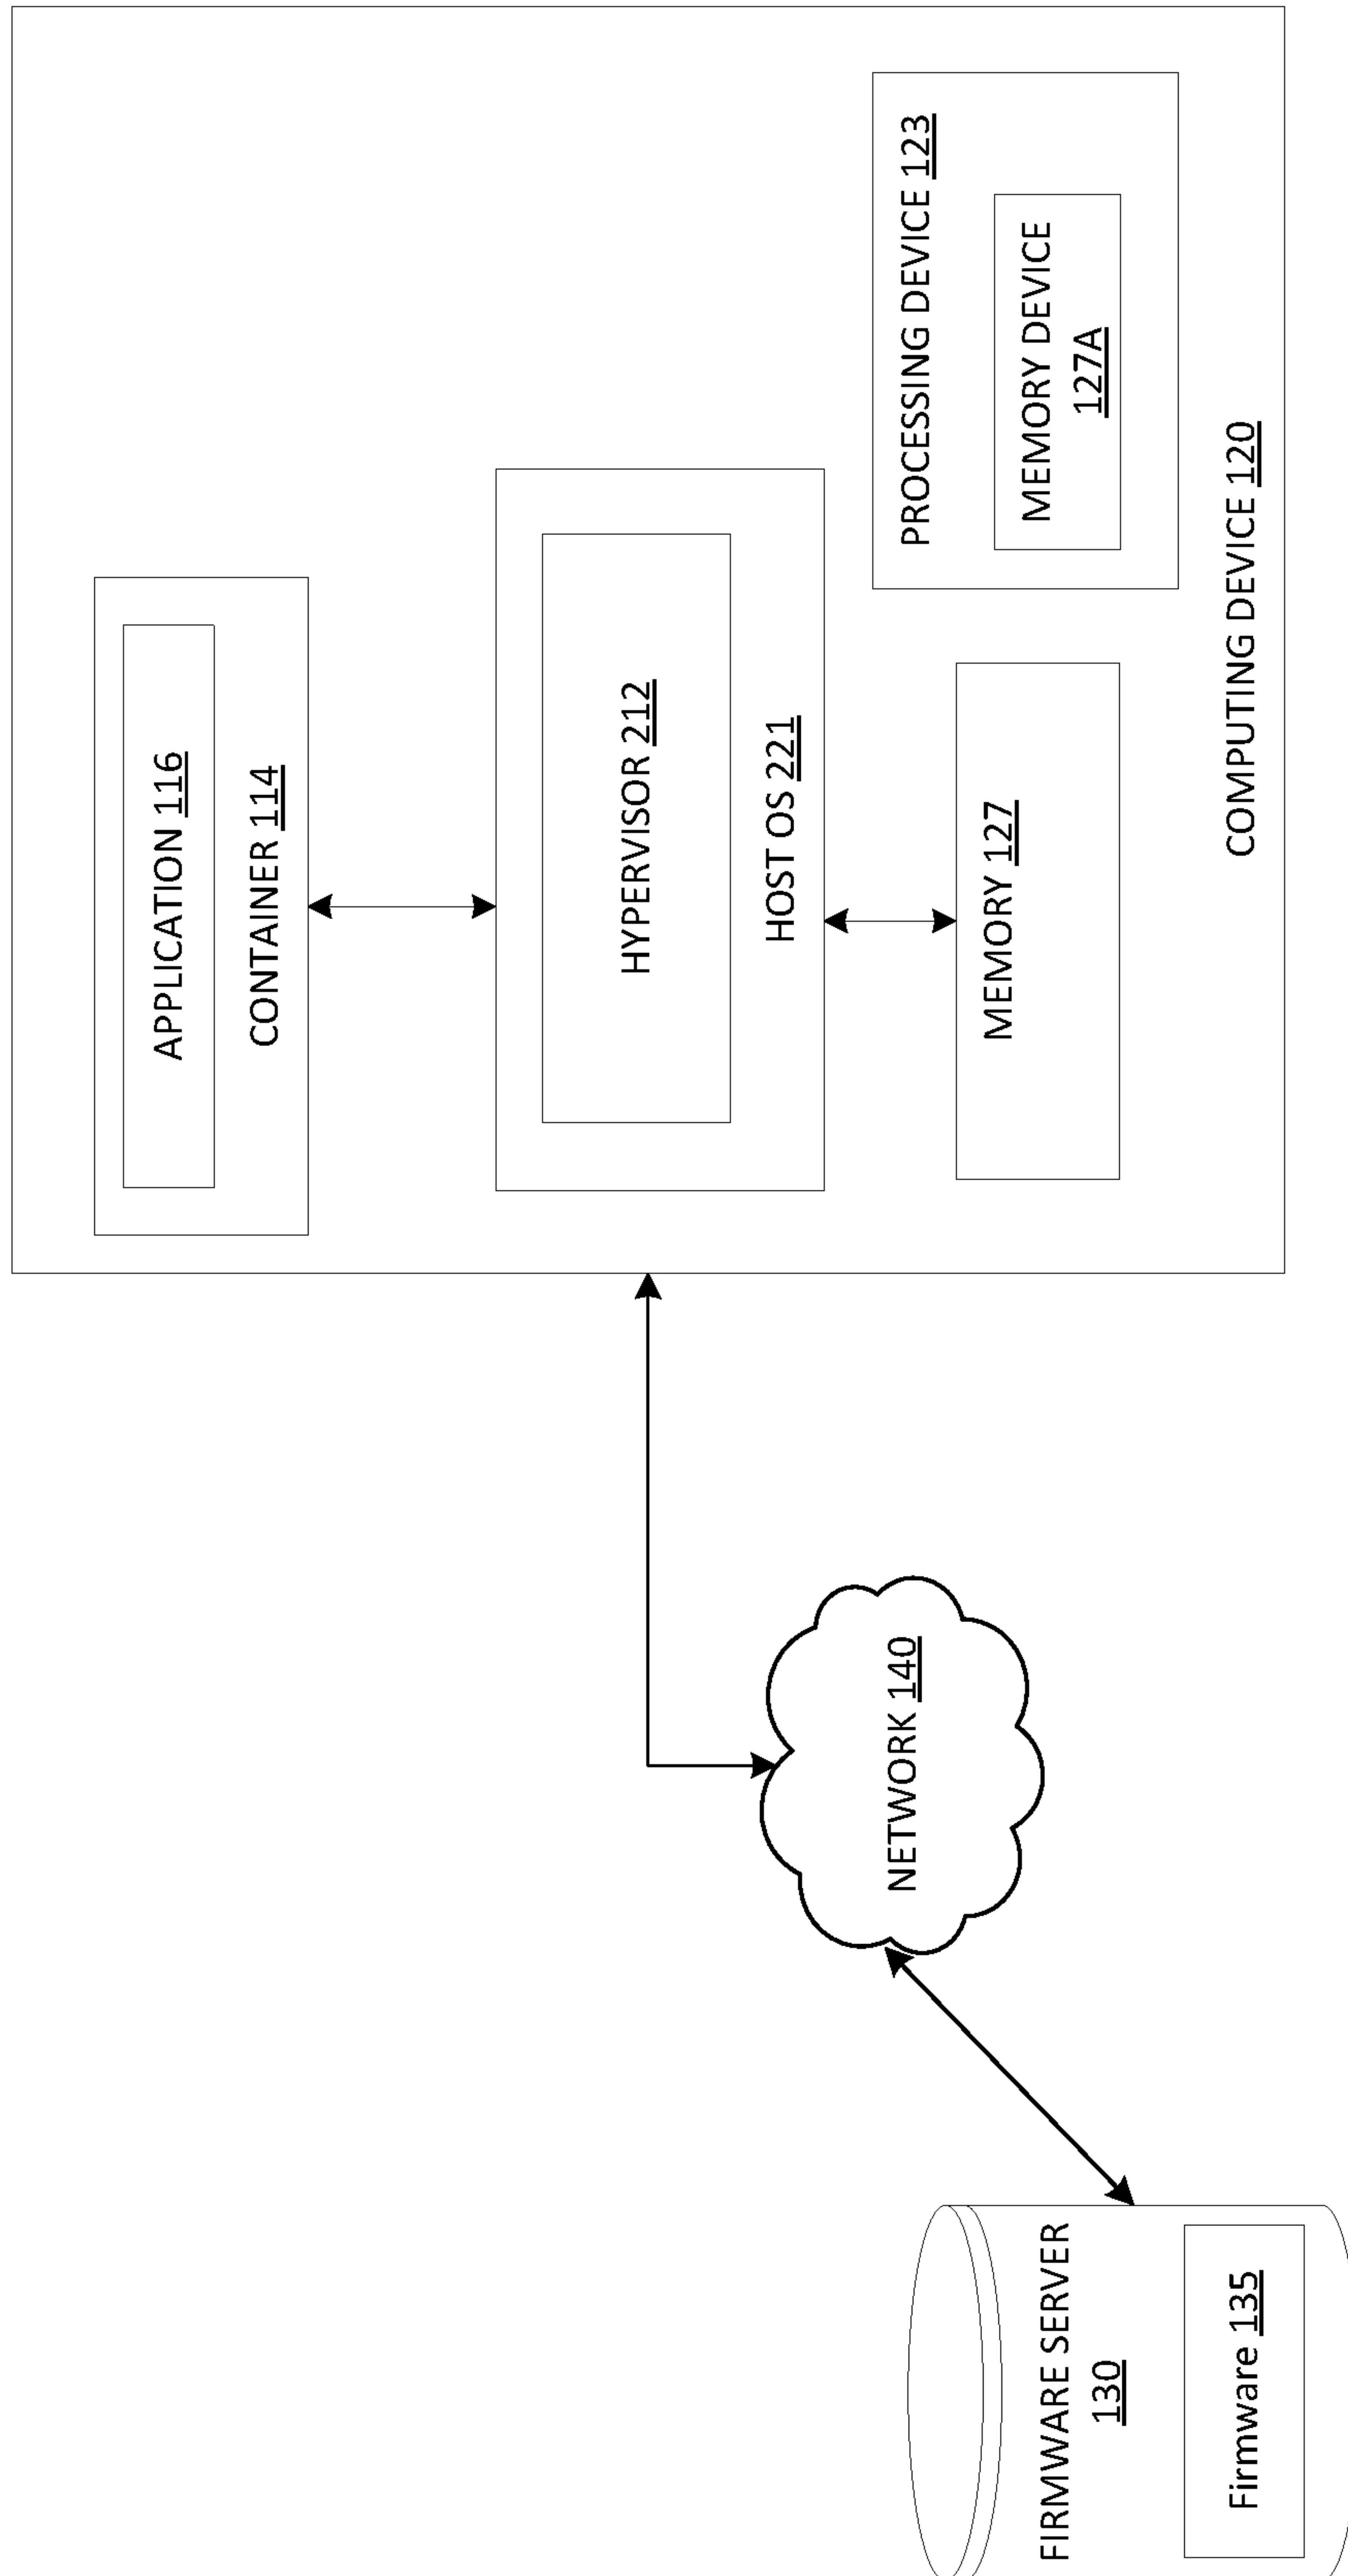 APPLICATION 116
CONTAINER 114
HYPERVISOR 212
HOST OS 221
MEMORY 127
PROCESSING DEVICE 123
MEMORY DEVICE
127A
COMPUTING DEVICE 120
NETWORK 140
FIRMWARE SERVER
130
Firmware 135